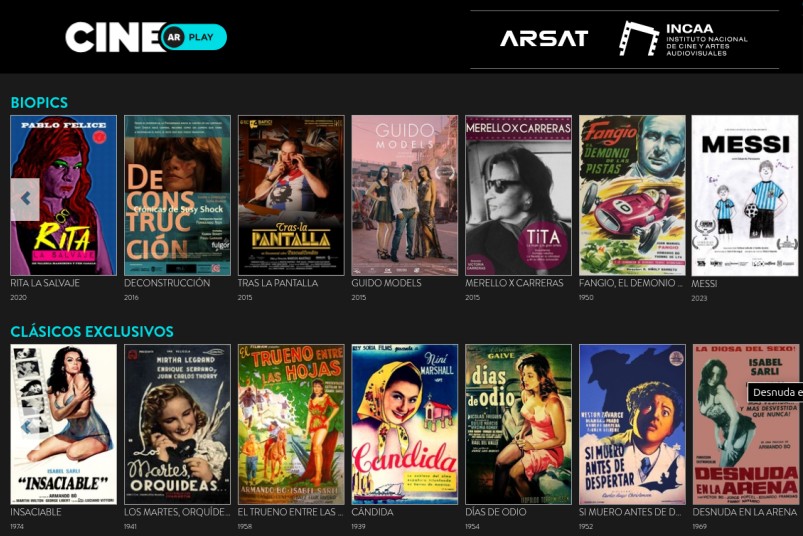 CINE AR PLAY
ARSAT
INCAA
INSTITUTO NACIONAL
DE CINE Y ARTES
AUDIOVISUALES
BIOPICS
PABLO FELICE
RITA
LA SALVAJE
DE
CONS
TRUC
CIÓN
Crónicas de Susy Shock
Tras la
PANTALLA
GUIDO
MODELS
MERELLO X CARRERAS
TiTA
Fangio
EL DEMONIO
DE LAS
PISTAS
MESSI
RITA LA SALVAJE
DECONSTRUCCIÓN
TRAS LA PANTALLA
GUIDO MODELS
MERELLO X CARRERAS
FANGIO, EL DEMONIO ...
MESSI
2020
2016
2015
2015
2015
1950
2023
CLÁSICOS EXCLUSIVOS
ISABEL SARLI
"INSACIABLE"
ARMANDO BO
MIRTHA LEGRAND
ENRIQUE SERRANO
JUAN CARLOS THORRY
Los
Martes,
ORQUIDEAS
EL TRUENO ENTRE
LAS HOJAS
ARMANDO BO-ISABEL SARLI
Niní
MARSHALL
Candida
GALVE
dias
de odio
SI MUERO
ANTES DE
DESPERTAR
LA DIOSA DEL SEXO!
ISABEL
SARLI
Y MAS DESVESTIDA
QUE NUNCA!
DESNUDA
EN LA ARENA
Desnuda e
INSACIABLE
LOS MARTES, ORQUÍDE...
EL TRUENO ENTRE LAS ...
CÁNDIDA
DÍAS DE ODIO
SI MUERO ANTES DE D...
DESNUDA EN LA ARENA
1974
1941
1958
1939
1954
1952
1969